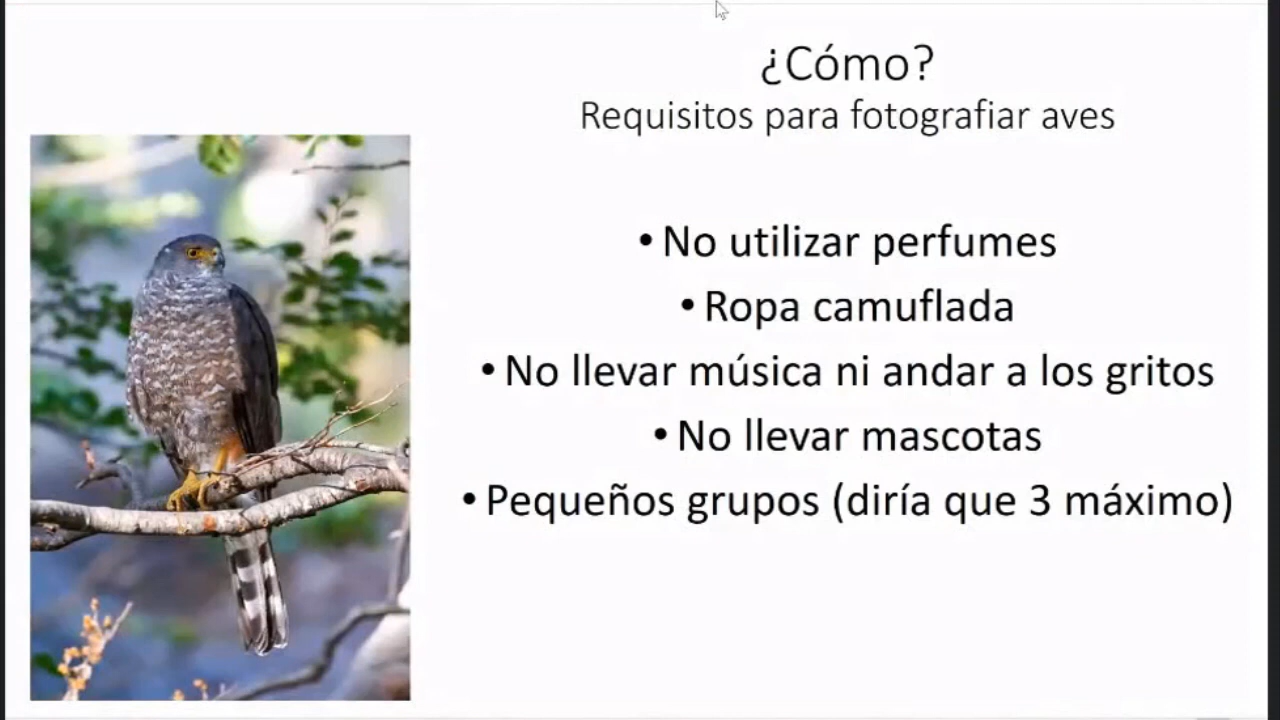 ¿Cómo?
Requisitos para fotografiar aves
• No utilizar perfumes
• Ropa camuflada
• No llevar música ni andar a los gritos
• No llevar mascotas
• Pequeños grupos (diría que 3 máximo)